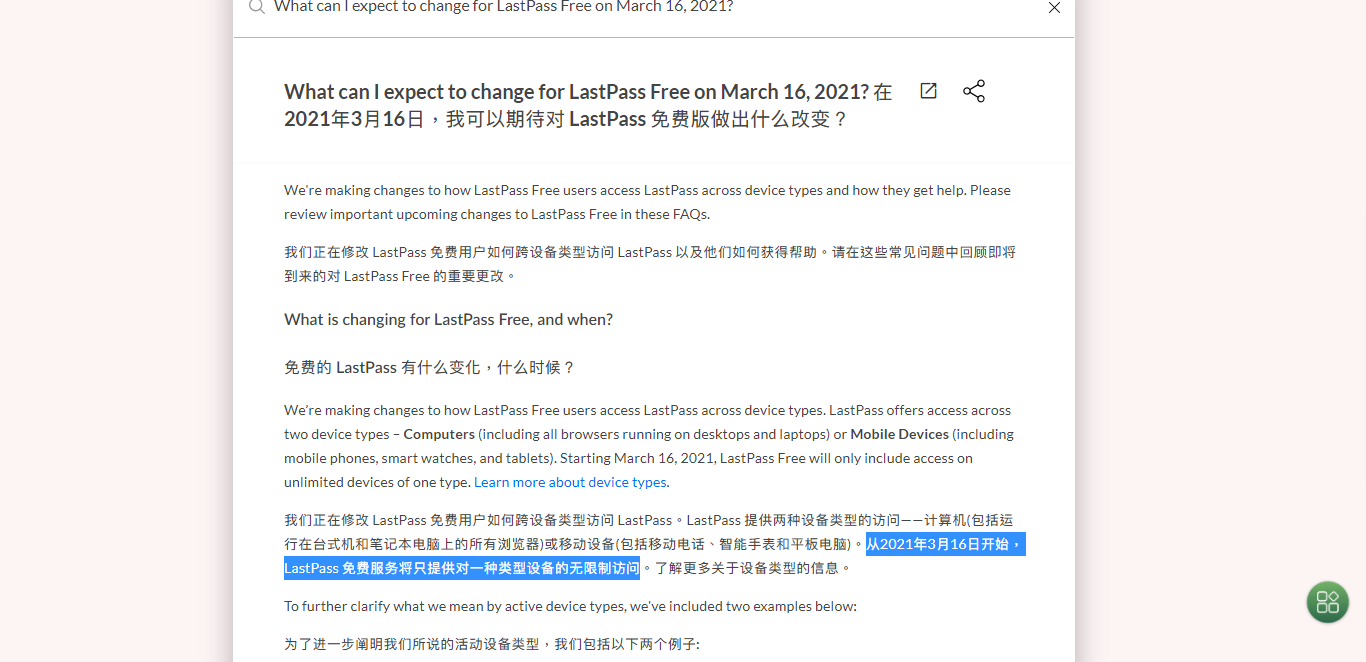 What can I expect to change for LastPass Free on March 16, 2021?
What can I expect to change for LastPass Free on March 16, 2021? 在
2021年3月16日，我可以期待对 LastPass 免费版做出什么改变？
We're making changes to how LastPass Free users access LastPass across device types and how they get help. Please
review important upcoming changes to LastPass Free in these FAQs.
我们正在修改 LastPass 免费用户如何跨设备类型访问 LastPass 以及他们如何获得帮助。请在这些常见问题中回顾即将
到来的对 LastPass Free 的重要更改。
What is changing for LastPass Free, and when?
免费的 LastPass 有什么变化，什么时候？
We're making changes to how LastPass Free users access LastPass across device types. LastPass offers access across
two device types – Computers (including all browsers running on desktops and laptops) or Mobile Devices (including
mobile phones, smart watches, and tablets). Starting March 16, 2021, LastPass Free will only include access on
unlimited devices of one type. Learn more about device types.
我们正在修改 LastPass 免费用户如何跨设备类型访问 LastPass。LastPass 提供两种设备类型的访问——计算机(包括运
行在台式机和笔记本电脑上的所有浏览器)或移动设备(包括移动电话、智能手表和平板电脑)。从2021年3月16日开始，
LastPass 免费服务将只提供对一种类型设备的无限制访问。了解更多关于设备类型的信息。
To further clarify what we mean by active device types, we've included two examples below:
为了进一步阐明我们所说的活动设备类型，我们包括以下两个例子: